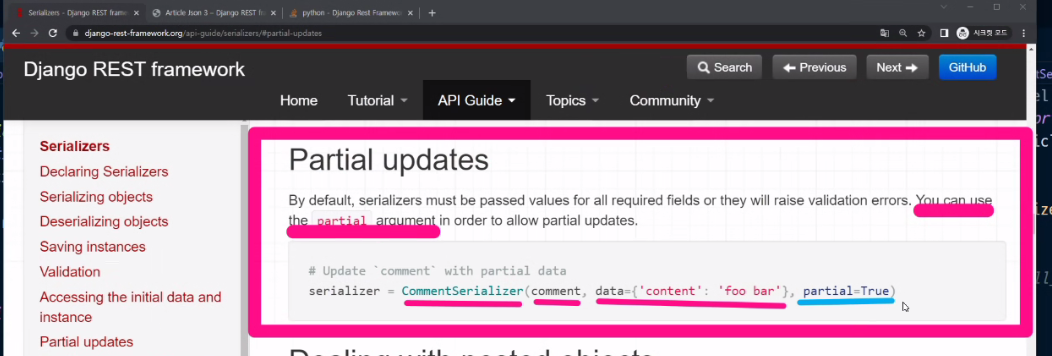 Serializers - Django REST fram
Article Json 3 – Django REST fr
python - Django Rest Framewo
django-rest-framework.org/api-guide/serializers/#partial-updates
시크릿 모드
Django REST framework
Search
Previous
Next
GitHub
Home
Tutorial
API Guide
Topics
Community
Serializers
Declaring Serializers
Serializing objects
Deserializing objects
Saving instances
Validation
Accessing the initial data and
instance
Partial updates
Partial updates
By default, serializers must be passed values for all required fields or they will raise validation errors. You can use
the partial argument in order to allow partial updates.
# Update `comment` with partial data
serializer = CommentSerializer(comment, data={'content': 'foo bar'}, partial=True)
Dealing with nested objects